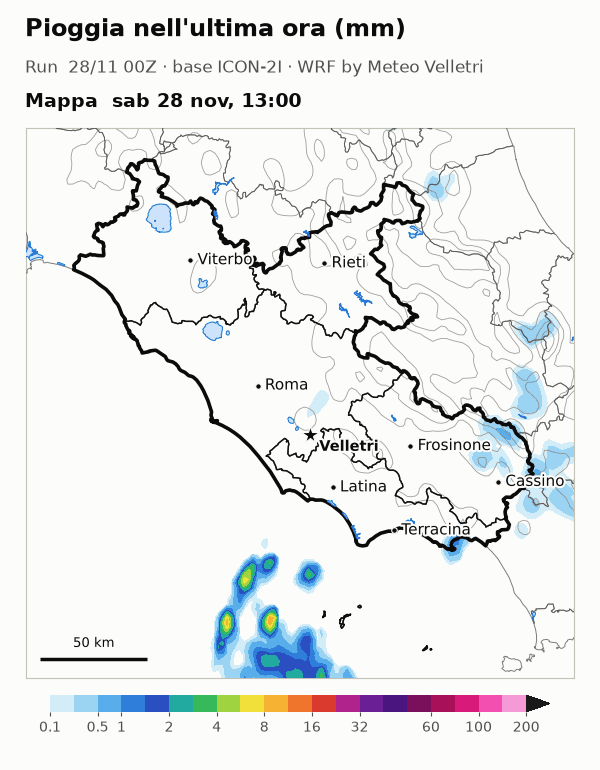 Pioggia nell'ultima ora (mm)
Run  28/11 00Z · base ICON-2I · WRF by Meteo Velletri
Mappa  sab 28 nov, 13:00
Viterbo
Rieti
Roma
Velletri
Frosinone
Cassino
Latina
Terracina
50 km
0.1 0.5 1 2 4 8 16 32 60 100 200